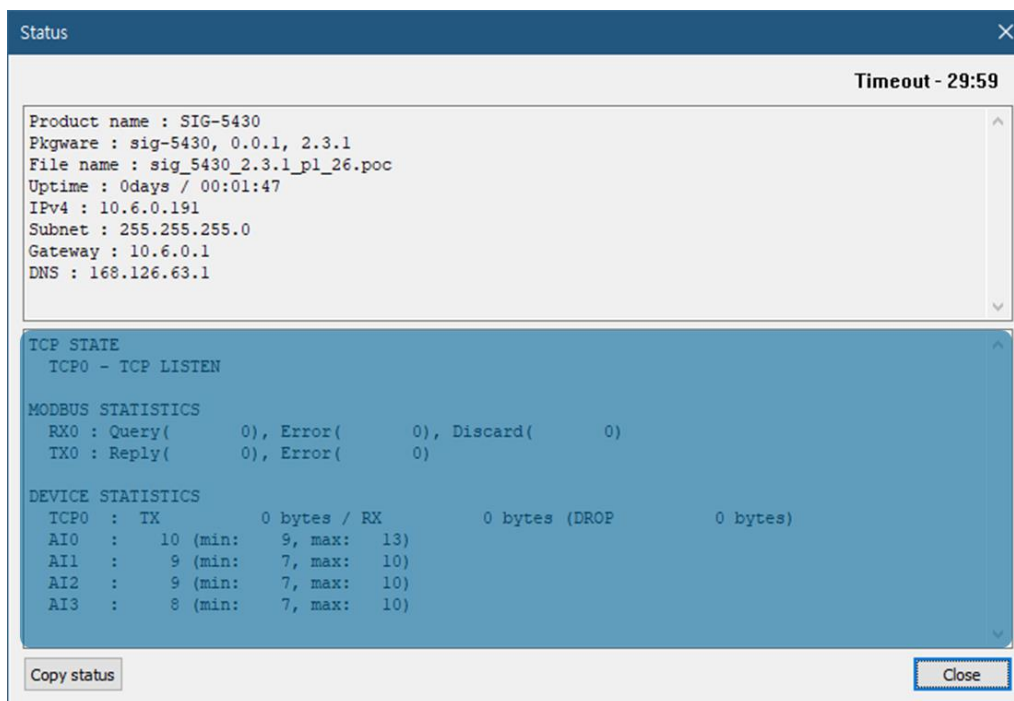 Status
Timeout - 29:59
Product name : SIG-5430
Pkgware : sig-5430, 0.0.1, 2.3.1
File name : sig_5430_2.3.1_p1_26.poc
Uptime : 0days / 00:01:47
IPv4 : 10.6.0.191
Subnet : 255.255.255.0
Gateway : 10.6.0.1
DNS : 168.126.63.1
TCP STATE
TCP0 - TCP LISTEN
MODBUS STATISTICS
RX0 : Query( 0), Error( 0), Discard( 0)
TX0 : Reply( 0), Error( 0)
DEVICE STATISTICS
TCP0 : TX 0 bytes / RX 0 bytes (DROP 0 bytes)
AI0 : 10 (min: 9, max: 13)
AI1 : 9 (min: 7, max: 10)
AI2 : 9 (min: 7, max: 10)
AI3 : 8 (min: 7, max: 10)
Copy status
Close